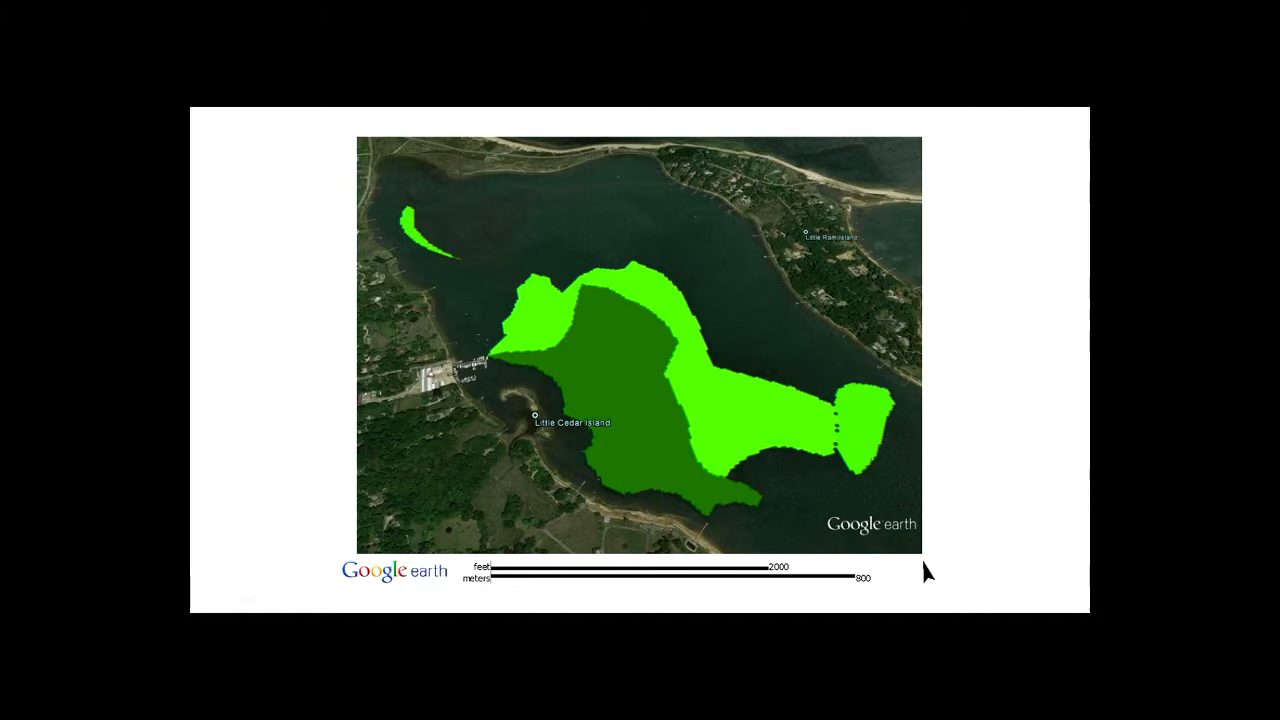 Little Ram Island
Little Cedar Island
Google earth
Google earth
feet 2000
meters 800